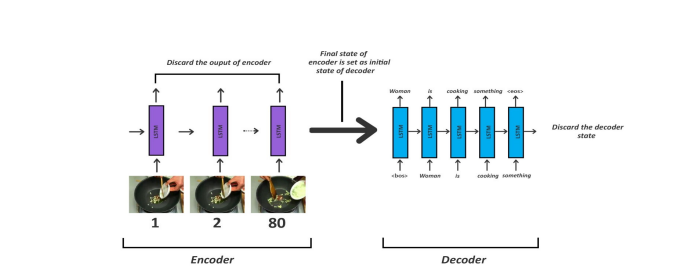 Discard the ouput of encoder
Final state of
encoder is set as initial
state of decoder
LSTM LSTM LSTM
Woman is cooking something <eos>
LSTM LSTM LSTM LSTM LSTM
Discard the decoder
state
<bos> Woman is cooking something
1 2 80
Encoder
Decoder